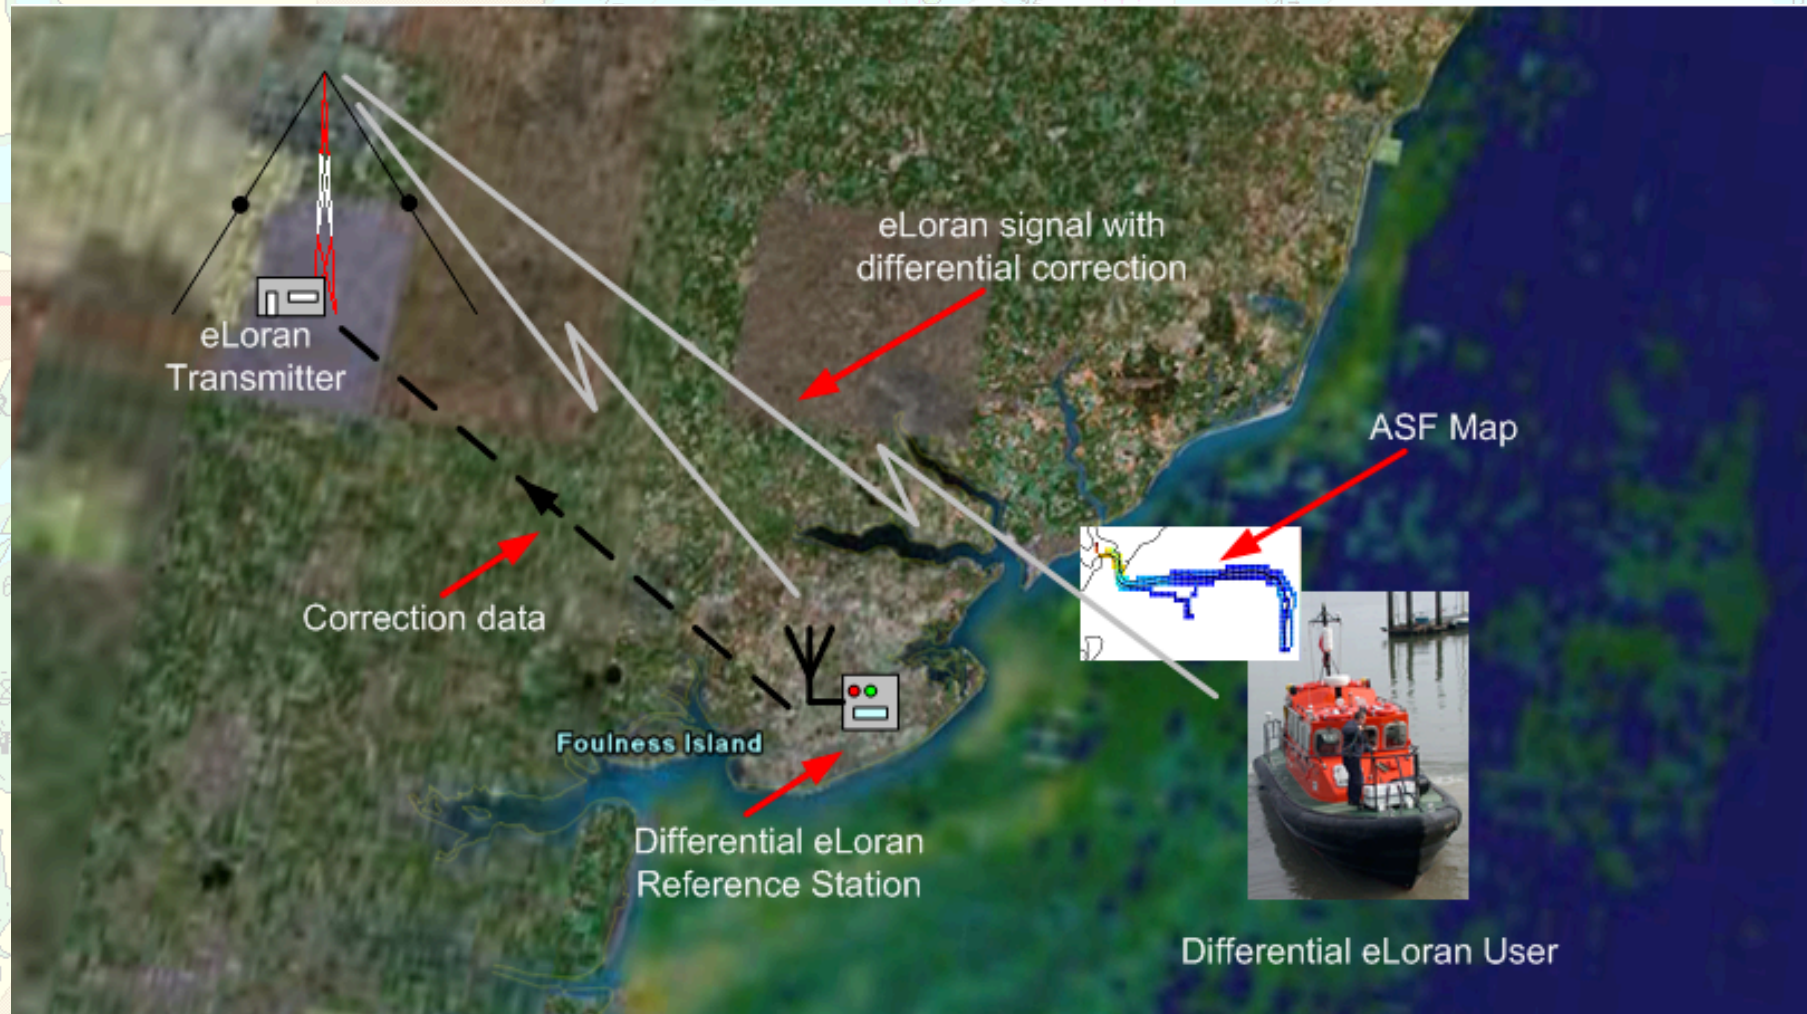 eLoran signal with
differential correction
eLoran
Transmitter
ASF Map
Correction data
Foulness Island
Differential eLoran
Reference Station
Differential eLoran User